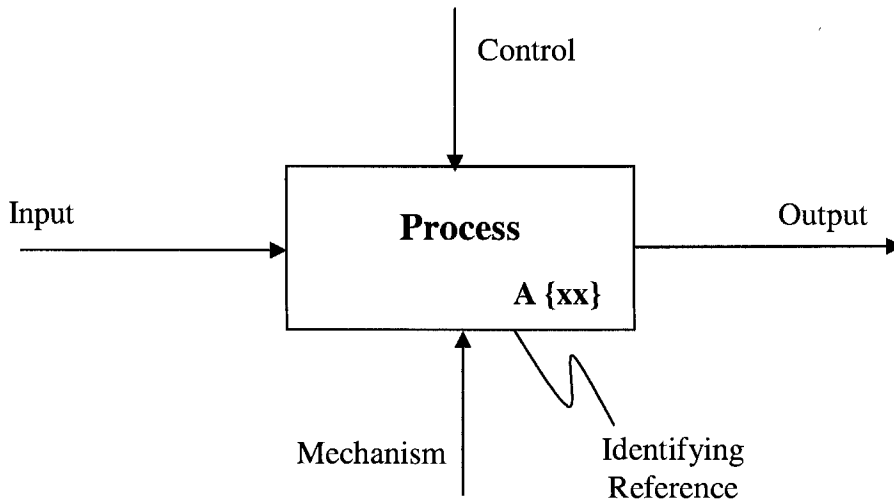 Control
Input
Process
Output
A {xx}
Mechanism
Identifying
Reference